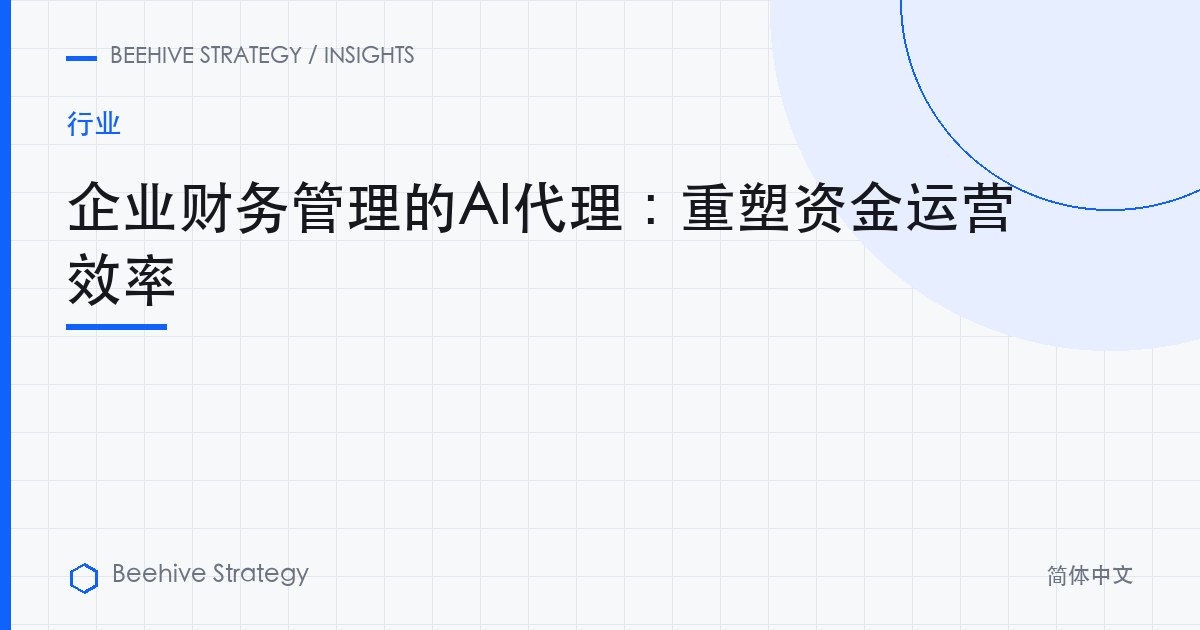 BEEHIVE STRATEGY / INSIGHTS
行业
企业财务管理的AI代理：重塑资金运营
效率
Beehive Strategy
简体中文